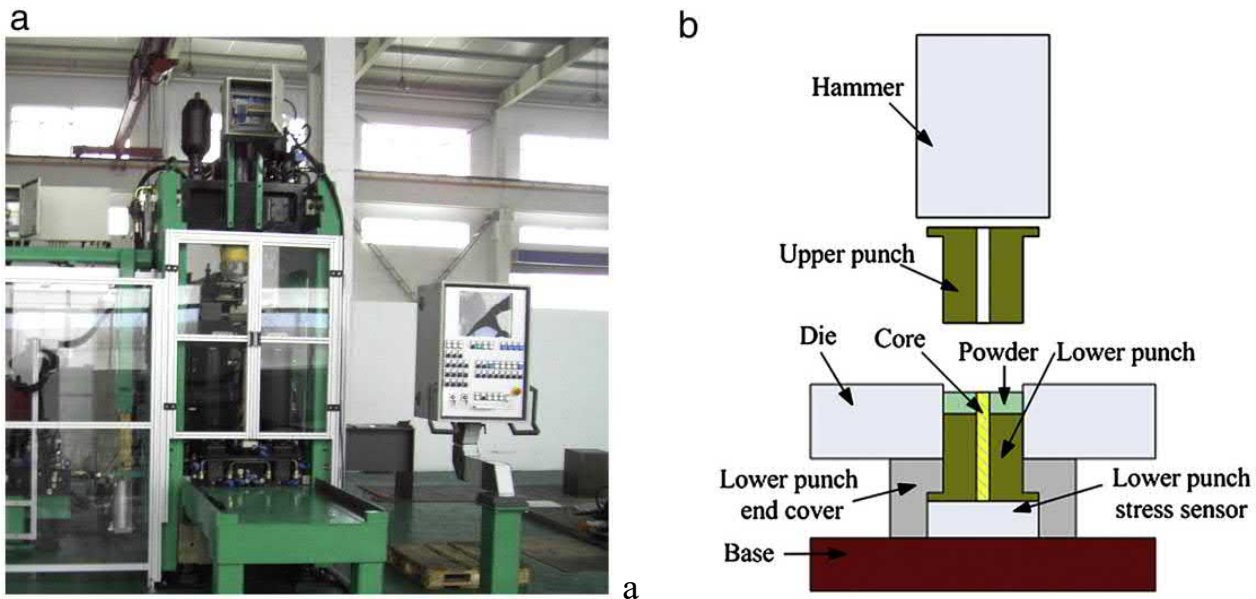 a
b
Hammer
Upper punch
Die
Core
Powder
Lower punch
Lower punch
end cover
Lower punch
stress sensor
Base
a